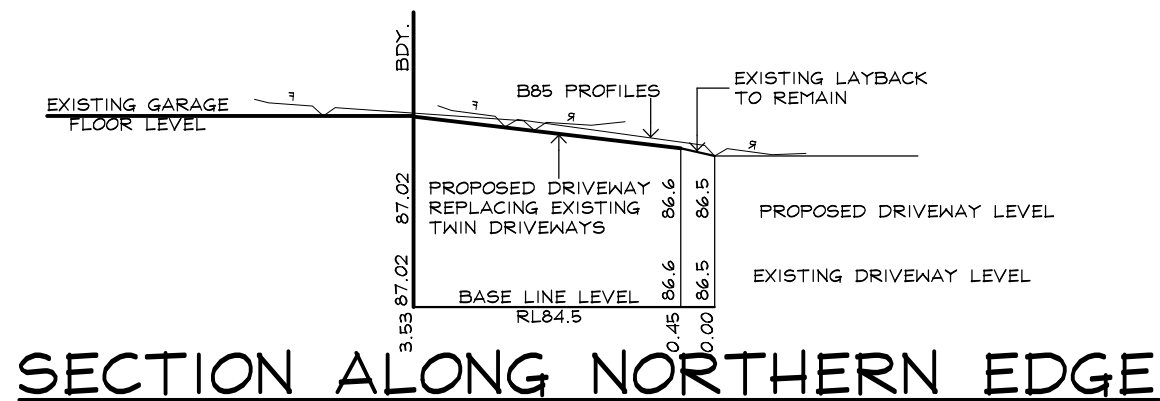 BDY.
EXISTING GARAGE
FLOOR LEVEL
F
F
B85 PROFILES
R
EXISTING LAYBACK
TO REMAIN
R
PROPOSED DRIVEWAY
REPLACING EXISTING
TWIN DRIVEWAYS
87.02
86.6
86.5
PROPOSED DRIVEWAY LEVEL
87.02
86.6
86.5
EXISTING DRIVEWAY LEVEL
BASE LINE LEVEL
RL84.5
3.53
0.45
0.00
SECTION ALONG NORTHERN EDGE